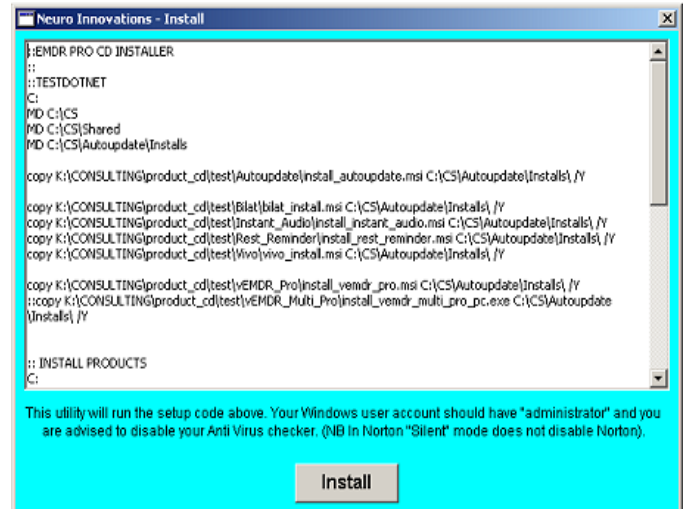 Neuro Innovations - Install
::EMDR PRO CD INSTALLER
::
::TESTDOTNET
C:
MD C:\CS
MD C:\CS\Shared
MD C:\CS\Autoupdate\Installs
copy K:\CONSULTING\product_cd\test\Autoupdate\install_autoupdate.msi C:\CS\Autoupdate\Installs\ /Y
copy K:\CONSULTING\product_cd\test\Bilat\bilat_install.msi C:\CS\Autoupdate\Installs\ /Y
copy K:\CONSULTING\product_cd\test\Instant_Audio\install_instant_audio.msi C:\CS\Autoupdate\Installs\ /Y
copy K:\CONSULTING\product_cd\test\Rest_Reminder\install_rest_reminder.msi C:\CS\Autoupdate\Installs\ /Y
copy K:\CONSULTING\product_cd\test\Vivo\vivo_install.msi C:\CS\Autoupdate\Installs\ /Y
copy K:\CONSULTING\product_cd\test\vEMDR_Pro\install_vemdr_pro.msi C:\CS\Autoupdate\Installs\ /Y
::copy K:\CONSULTING\product_cd\test\vEMDR_Multi_Pro\install_vemdr_multi_pro_pc.exe C:\CS\Autoupdate
\Installs\ /Y
:: INSTALL PRODUCTS
C:
This utility will run the setup code above. Your Windows user account should have "administrator" and you
are advised to disable your Anti Virus checker. (NB In Norton "Silent" mode does not disable Norton).
Install